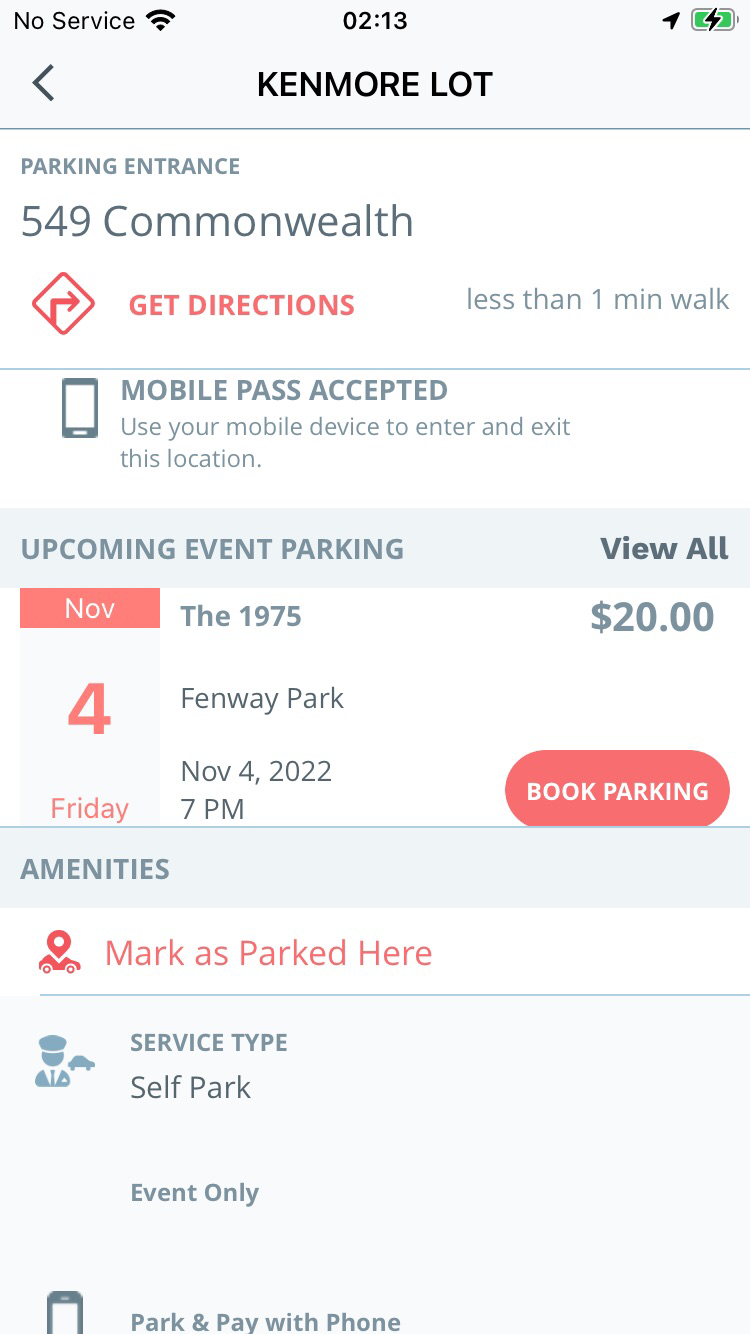 No Service
02:13
KENMORE LOT
PARKING ENTRANCE
549 Commonwealth
GET DIRECTIONS
less than 1 min walk
MOBILE PASS ACCEPTED
Use your mobile device to enter and exit
this location.
UPCOMING EVENT PARKING
View All
Nov
4
Friday
The 1975
$20.00
Fenway Park
Nov 4, 2022
7 PM
BOOK PARKING
AMENITIES
Mark as Parked Here
SERVICE TYPE
Self Park
Event Only
Park & Pay with Phone